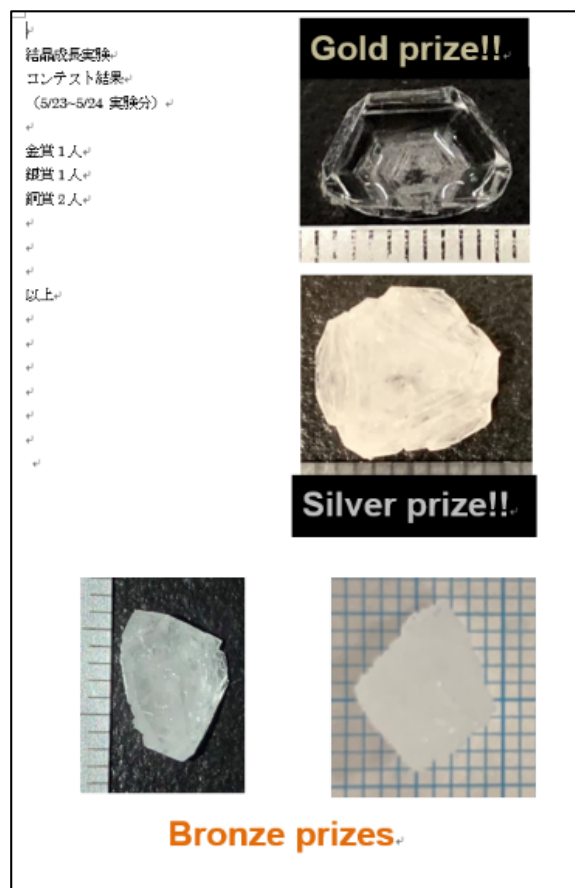 結晶成長実験
コンテスト結果
（5/23~5/24 実験分）
金賞 1 人
銀賞 1 人
銅賞 2 人
以上
Gold prize!!
Silver prize!!
Bronze prizes